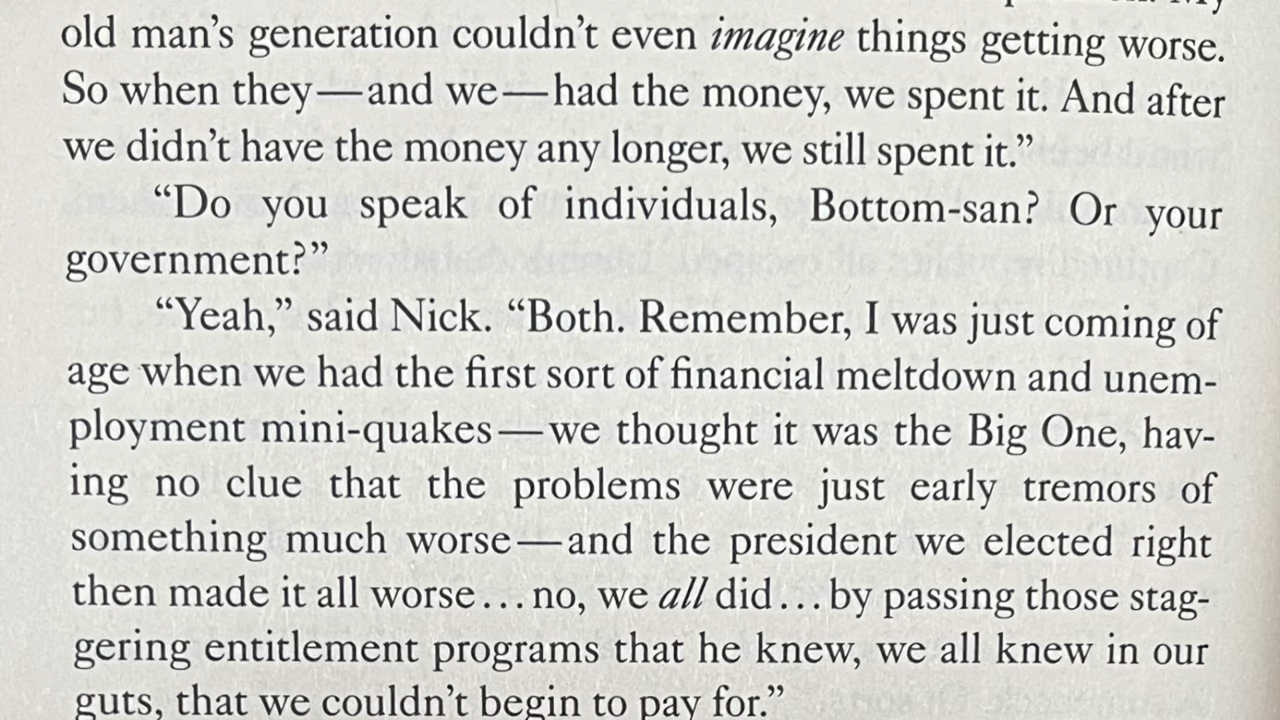 old man’s generation couldn’t even imagine things getting worse.
So when they—and we—had the money, we spent it. And after
we didn’t have the money any longer, we still spent it.”
“Do you speak of individuals, Bottom-san? Or your
government?”
“Yeah,” said Nick. “Both. Remember, I was just coming of
age when we had the first sort of financial meltdown and unem-
ployment mini-quakes—we thought it was the Big One, hav-
ing no clue that the problems were just early tremors of
something much worse—and the president we elected right
then made it all worse...no, we all did...by passing those stag-
gering entitlement programs that he knew, we all knew in our
guts, that we couldn’t begin to pay for.”